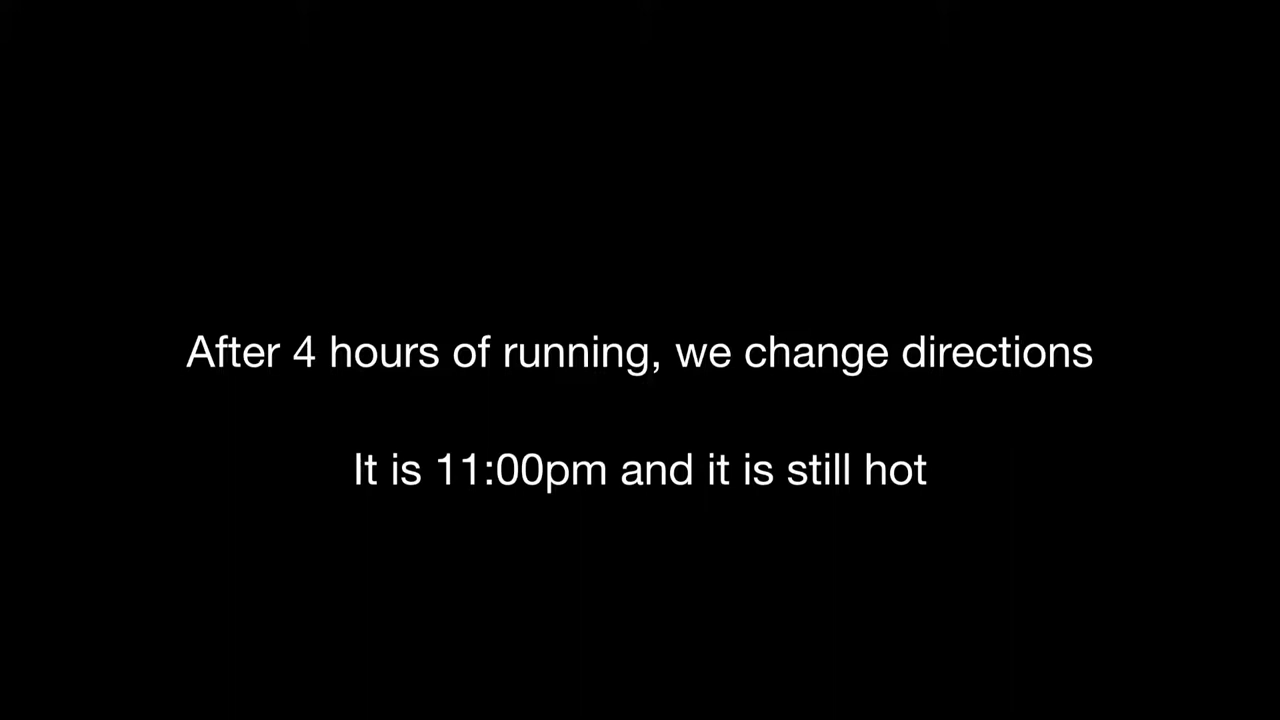 After 4 hours of running, we change directions
It is 11:00pm and it is still hot